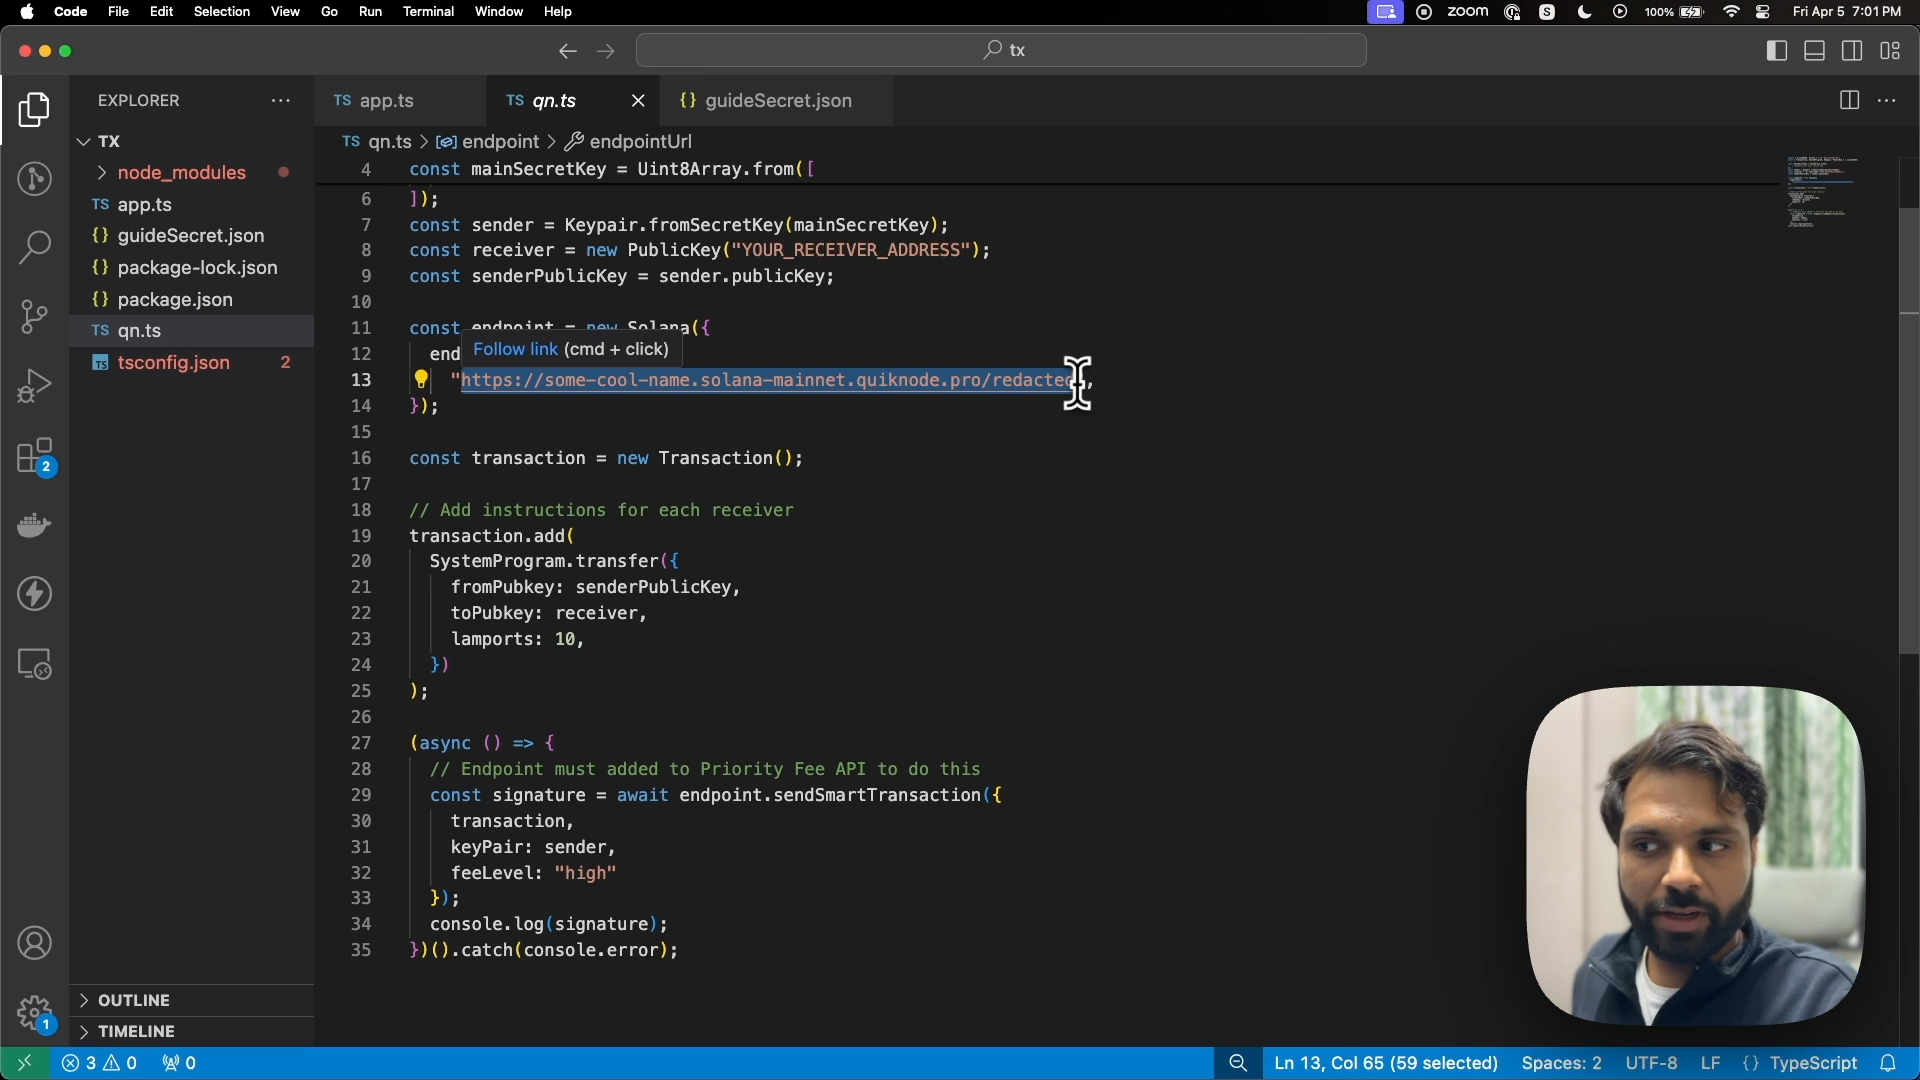 Code File Edit Selection View Go Run Terminal Window Help
zoom S 100% Fri Apr 5 7:01 PM
tx
EXPLORER
TS app.ts
TS qn.ts
{} guideSecret.json
TS qn.ts > endpoint > endpointUrl
TX
node_modules
TS app.ts
{} guideSecret.json
{} package-lock.json
{} package.json
TS qn.ts
TS tsconfig.json 2
4 const mainSecretKey = Uint8Array.from([
6 ]);
7 const sender = Keypair.fromSecretKey(mainSecretKey);
8 const receiver = new PublicKey("YOUR_RECEIVER_ADDRESS");
9 const senderPublicKey = sender.publicKey;
10
11 const endpoint = new Solana({
Follow link (cmd + click)
12 end
13 "https://some-cool-name.solana-mainnet.quiknode.pro/redacted",
14 });
15
16 const transaction = new Transaction();
17
18 // Add instructions for each receiver
19 transaction.add(
20 SystemProgram.transfer({
21 fromPubkey: senderPublicKey,
22 toPubkey: receiver,
23 lamports: 10,
24 })
25 );
26
27 (async () => {
28 // Endpoint must added to Priority Fee API to do this
29 const signature = await endpoint.sendSmartTransaction({
30 transaction,
31 keyPair: sender,
32 feeLevel: "high"
33 });
34 console.log(signature);
35 })().catch(console.error);
2
1
OUTLINE
TIMELINE
3 0 0 Ln 13, Col 65 (59 selected) Spaces: 2 UTF-8 LF {} TypeScript